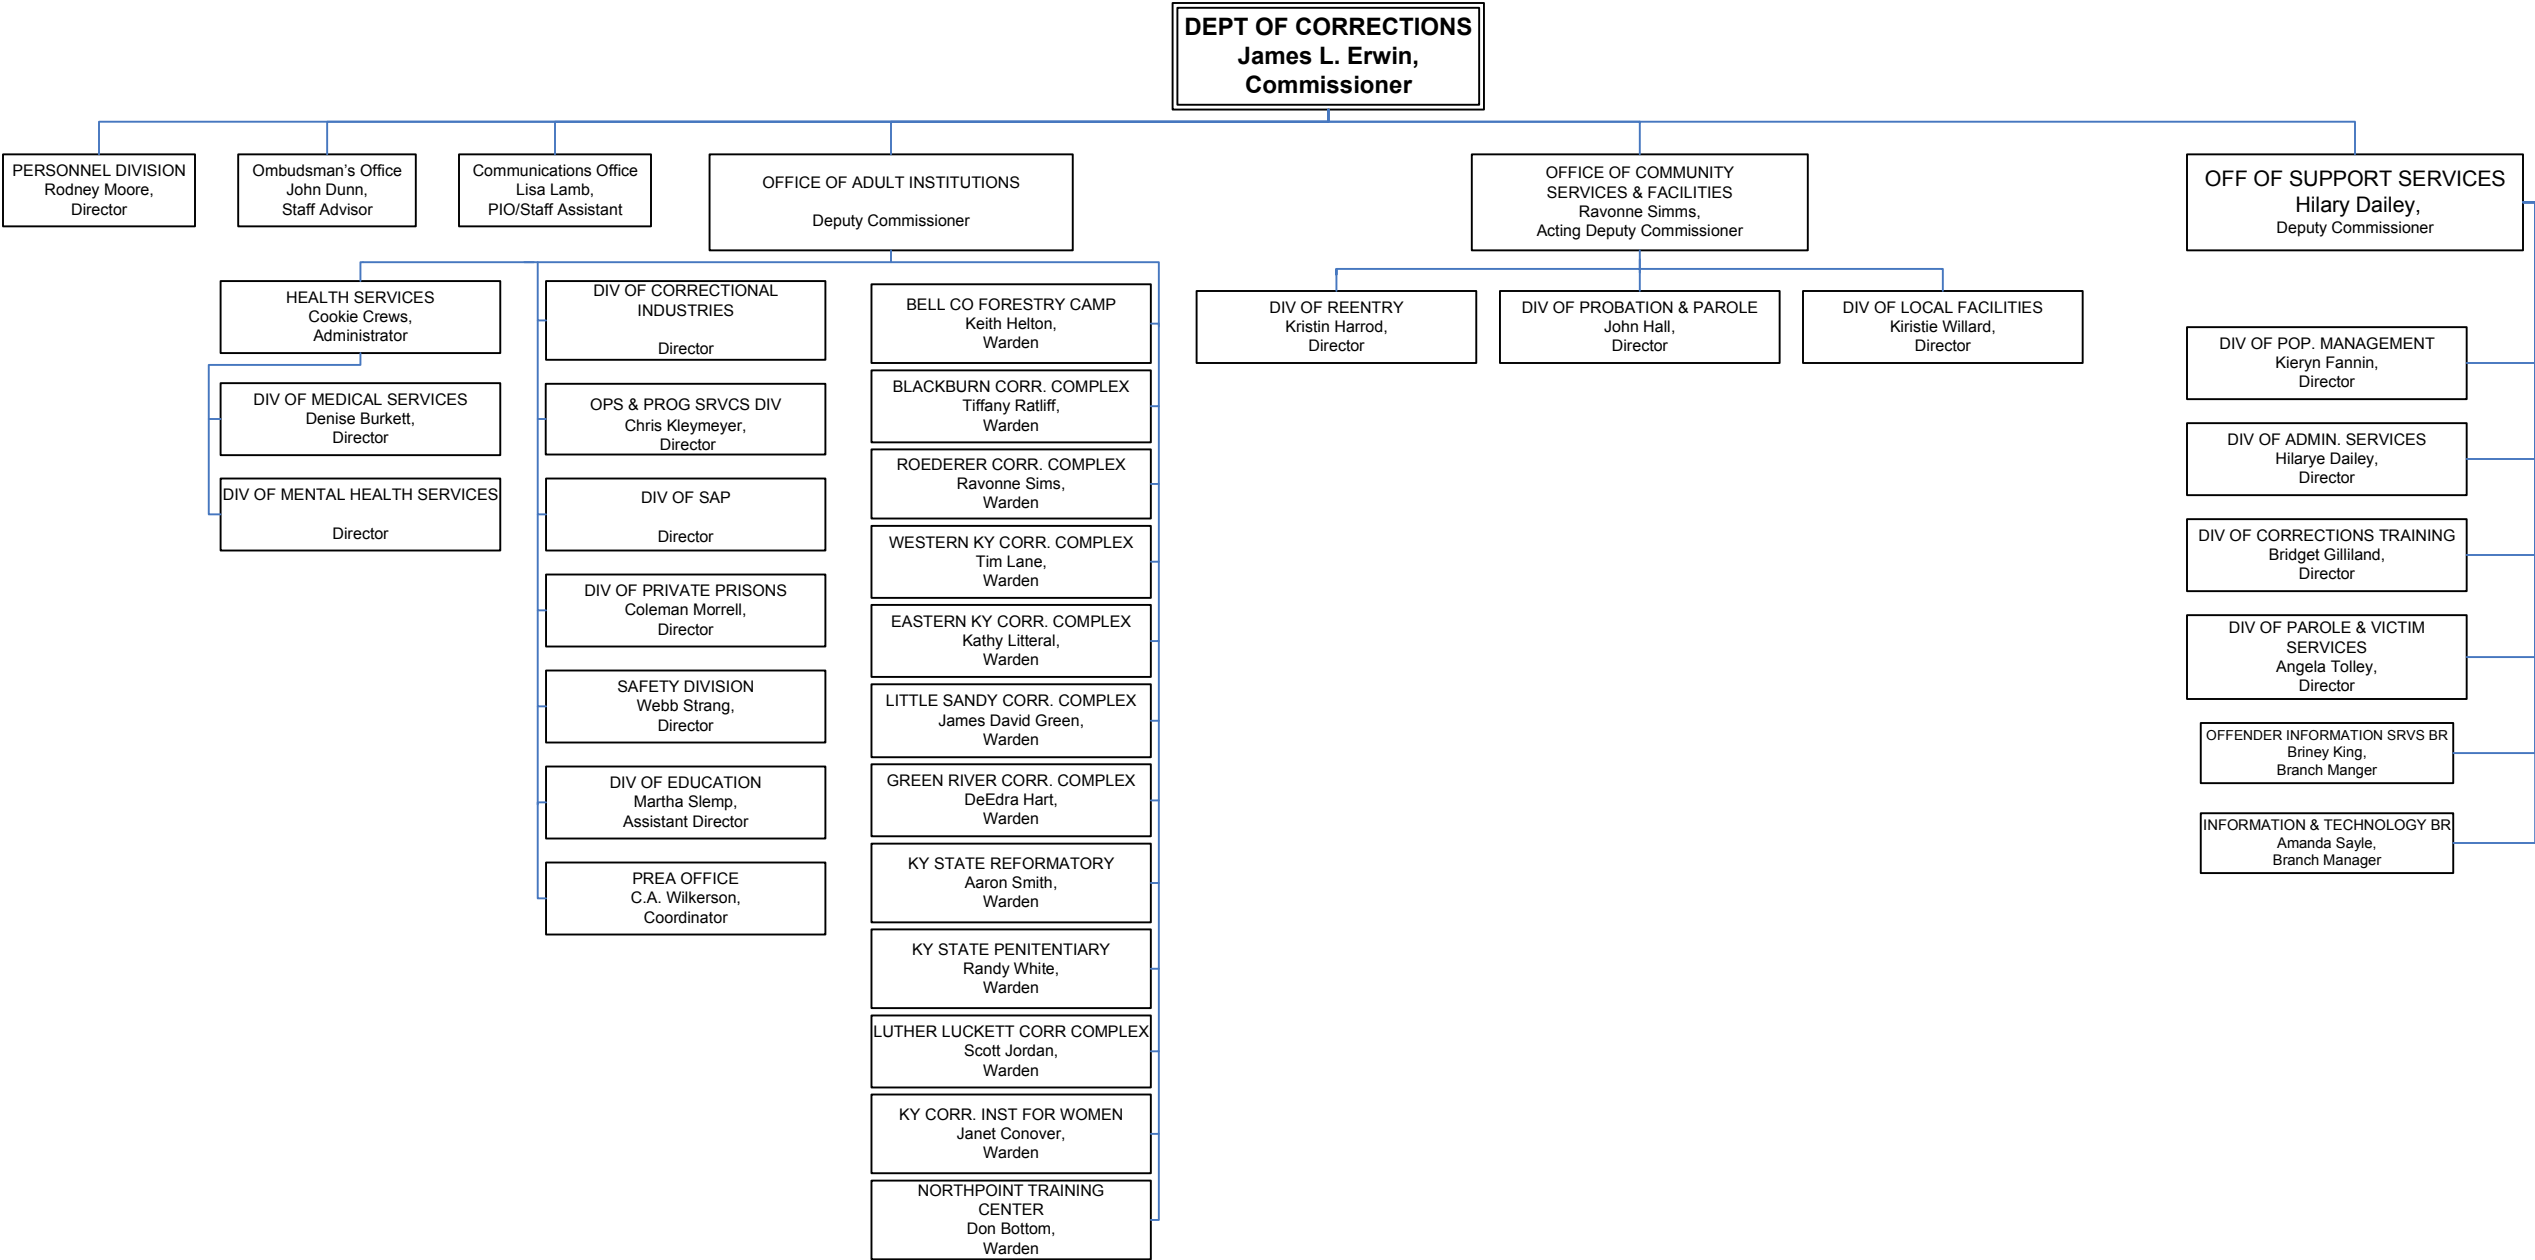 DEPT OF CORRECTIONS
James L. Erwin,
Commissioner
PERSONNEL DIVISION
Rodney Moore,
Director
Ombudsman's Office
John Dunn,
Staff Advisor
Communications Office
Lisa Lamb,
PIO/Staff Assistant
OFFICE OF ADULT INSTITUTIONS
Deputy Commissioner
OFFICE OF COMMUNITY
SERVICES & FACILITIES
Ravonne Simms,
Acting Deputy Commissioner
OFF OF SUPPORT SERVICES
Hilary Dailey,
Deputy Commissioner
HEALTH SERVICES
Cookie Crews,
Administrator
DIV OF MEDICAL SERVICES
Denise Burkett,
Director
DIV OF MENTAL HEALTH SERVICES
Director
DIV OF CORRECTIONAL
INDUSTRIES
Director
OPS & PROG SRVCS DIV
Chris Kleymeyer,
Director
DIV OF SAP
Director
DIV OF PRIVATE PRISONS
Coleman Morrell,
Director
SAFETY DIVISION
Webb Strang,
Director
DIV OF EDUCATION
Martha Slemp,
Assistant Director
PREA OFFICE
C.A. Wilkerson,
Coordinator
BELL CO FORESTRY CAMP
Keith Helton,
Warden
BLACKBURN CORR. COMPLEX
Tiffany Ratliff,
Warden
ROEDERER CORR. COMPLEX
Ravonne Sims,
Warden
WESTERN KY CORR. COMPLEX
Tim Lane,
Warden
EASTERN KY CORR. COMPLEX
Kathy Litteral,
Warden
LITTLE SANDY CORR. COMPLEX
James David Green,
Warden
GREEN RIVER CORR. COMPLEX
DeEdra Hart,
Warden
KY STATE REFORMATORY
Aaron Smith,
Warden
KY STATE PENITENTIARY
Randy White,
Warden
LUTHER LUCKETT CORR COMPLEX
Scott Jordan,
Warden
KY CORR. INST FOR WOMEN
Janet Conover,
Warden
NORTHPOINT TRAINING
CENTER
Don Bottom,
Warden
DIV OF REENTRY
Kristin Harrod,
Director
DIV OF PROBATION & PAROLE
John Hall,
Director
DIV OF LOCAL FACILITIES
Kiristie Willard,
Director
DIV OF POP. MANAGEMENT
Kieryn Fannin,
Director
DIV OF ADMIN. SERVICES
Hilarye Dailey,
Director
DIV OF CORRECTIONS TRAINING
Bridget Gilliland,
Director
DIV OF PAROLE & VICTIM
SERVICES
Angela Tolley,
Director
OFFENDER INFORMATION SRVS BR
Briney King,
Branch Manger
INFORMATION & TECHNOLOGY BR
Amanda Sayle,
Branch Manager